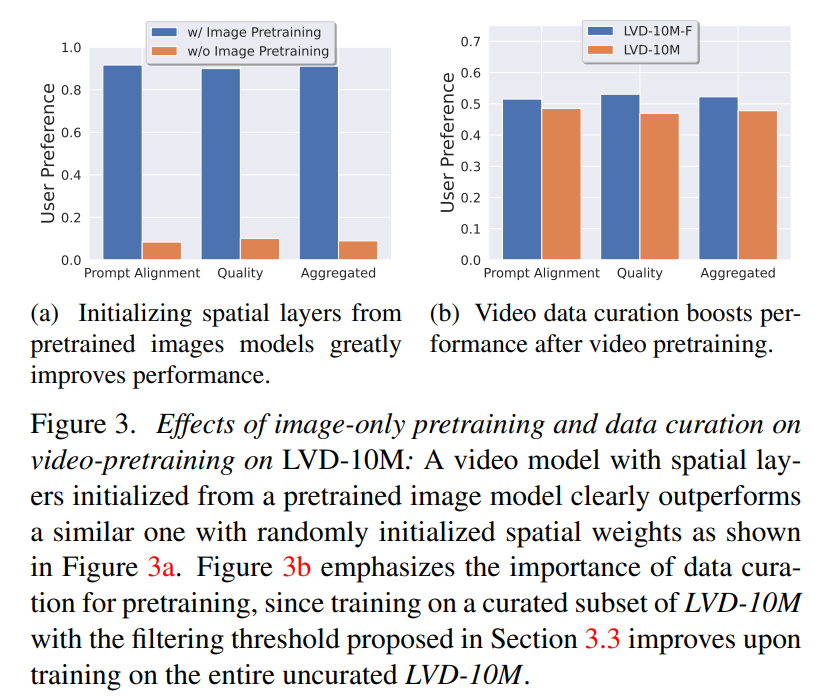 w/ Image Pretraining
w/o Image Pretraining
1.0
0.8
0.6
0.4
0.2
0.0
User Preference
Prompt Alignment Quality Aggregated
LVD-10M-F
LVD-10M
0.7
0.6
0.5
0.4
0.3
0.2
0.1
0.0
User Preference
Prompt Alignment Quality Aggregated
(a) Initializing spatial layers from
pretrained images models greatly
improves performance.
(b) Video data curation boosts per-
formance after video pretraining.
Figure 3. Effects of image-only pretraining and data curation on
video-pretraining on LVD-10M: A video model with spatial lay-
ers initialized from a pretrained image model clearly outperforms
a similar one with randomly initialized spatial weights as shown
in Figure 3a. Figure 3b emphasizes the importance of data cura-
tion for pretraining, since training on a curated subset of LVD-10M
with the filtering threshold proposed in Section 3.3 improves upon
training on the entire uncurated LVD-10M.